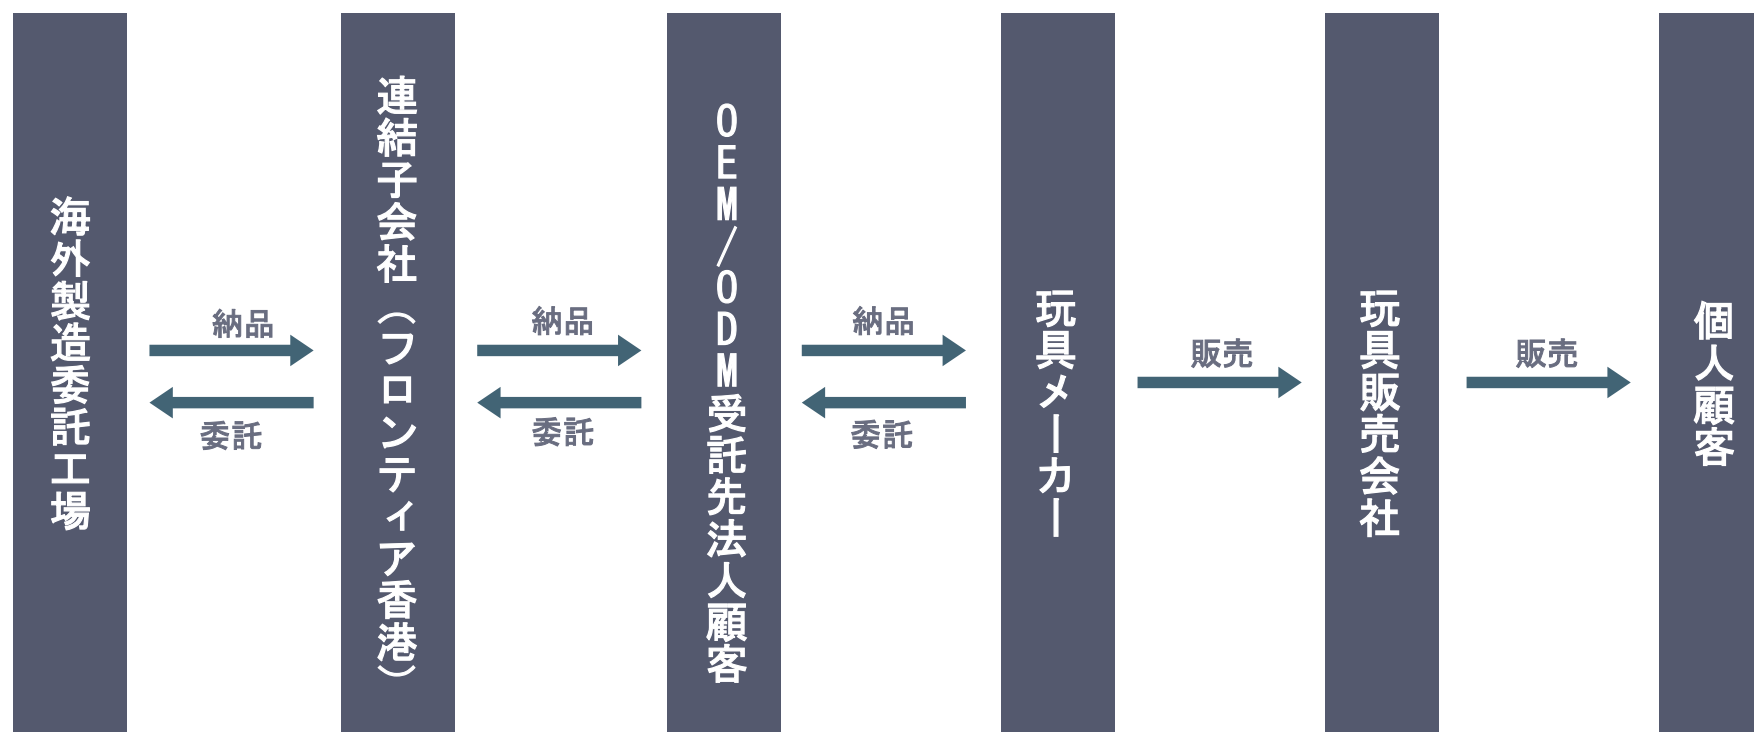 海外製造委託工場
納品
委託
連結子会社（フロンティア香港）
納品
委託
OEM/ODM受託先法人顧客
納品
委託
玩具メーカー
販売
玩具販売会社
販売
個人顧客